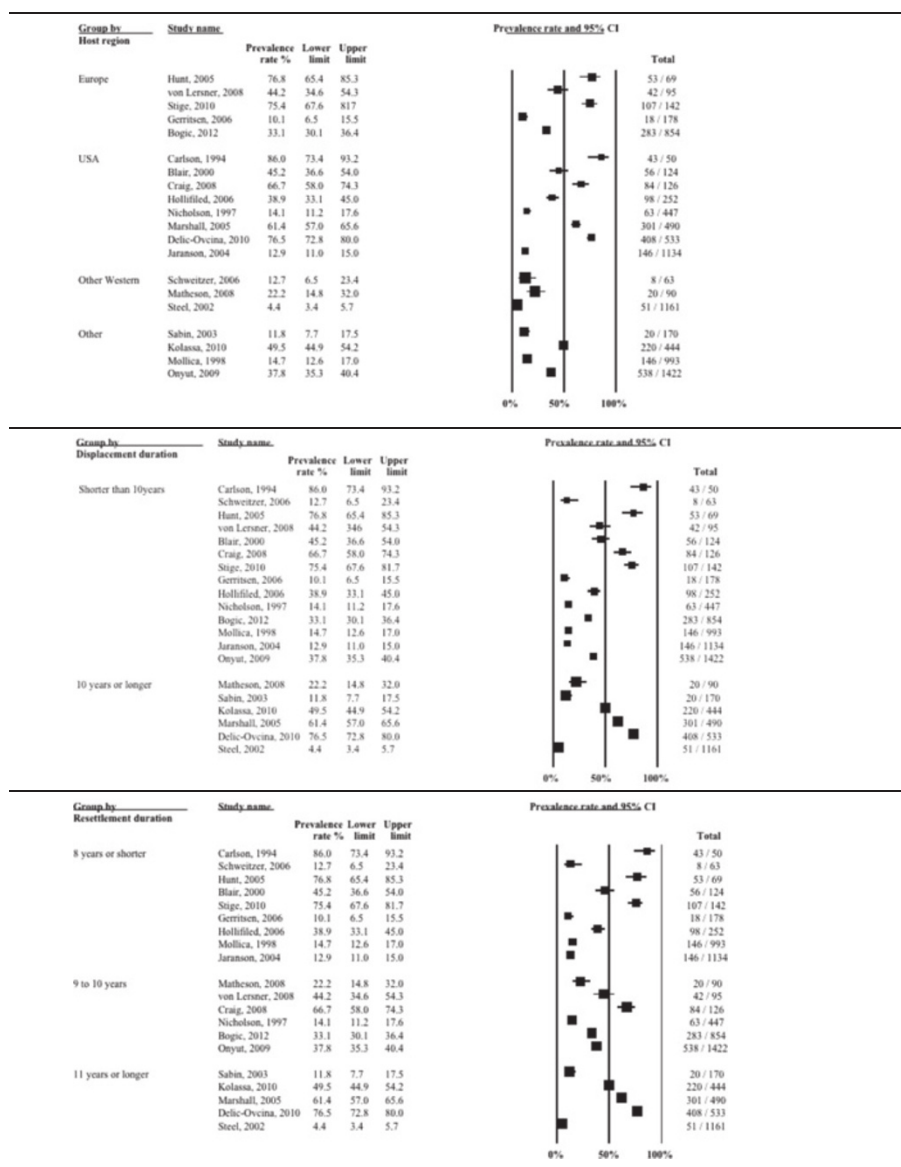 Group by Study name Prevalence rate and 95% CI
Host region
Prevalence Lower Upper
rate % limit limit Total
Europe Hunt, 2005 76.8 65.4 85.3 53 / 69
von Lersner, 2008 44.2 34.6 54.3 42 / 95
Stige, 2010 75.4 67.6 817 107 / 142
Gerritsen, 2006 10.1 6.5 15.5 18 / 178
Bogic, 2012 33.1 30.1 36.4 283 / 854
USA Carlson, 1994 86.0 73.4 93.2 43 / 50
Blair, 2000 45.2 36.6 54.0 56 / 124
Craig, 2008 66.7 58.0 74.3 84 / 126
Hollifiled, 2006 38.9 33.1 45.0 98 / 252
Nicholson, 1997 14.1 11.2 17.6 63 / 447
Marshall, 2005 61.4 57.0 65.6 301 / 490
Delic-Ovcina, 2010 76.5 72.8 80.0 408 / 533
Jaranson, 2004 12.9 11.0 15.0 146 / 1134
Other Western Schweitzer, 2006 12.7 6.5 23.4 8 / 63
Matheson, 2008 22.2 14.8 32.0 20 / 90
Steel, 2002 4.4 3.4 5.7 51 / 1161
Other Sabin, 2003 11.8 7.7 17.5 20 / 170
Kolassa, 2010 49.5 44.9 54.2 220 / 444
Mollica, 1998 14.7 12.6 17.0 146 / 993
Onyut, 2009 37.8 35.3 40.4 538 / 1422
0% 50% 100%
Group by Study name Prevalence rate and 95% CI
Displacement duration
Prevalence Lower Upper
rate % limit limit Total
Shorter than 10years Carlson, 1994 86.0 73.4 93.2 43 / 50
Schweitzer, 2006 12.7 6.5 23.4 8 / 63
Hunt, 2005 76.8 65.4 85.3 53 / 69
von Lersner, 2008 44.2 346 54.3 42 / 95
Blair, 2000 45.2 36.6 54.0 56 / 124
Craig, 2008 66.7 58.0 74.3 84 / 126
Stige, 2010 75.4 67.6 81.7 107 / 142
Gerritsen, 2006 10.1 6.5 15.5 18 / 178
Hollifiled, 2006 38.9 33.1 45.0 98 / 252
Nicholson, 1997 14.1 11.2 17.6 63 / 447
Bogic, 2012 33.1 30.1 36.4 283 / 854
Mollica, 1998 14.7 12.6 17.0 146 / 993
Jaranson, 2004 12.9 11.0 15.0 146 / 1134
Onyut, 2009 37.8 35.3 40.4 538 / 1422
10 years or longer Matheson, 2008 22.2 14.8 32.0 20 / 90
Sabin, 2003 11.8 7.7 17.5 20 / 170
Kolassa, 2010 49.5 44.9 54.2 220 / 444
Marshall, 2005 61.4 57.0 65.6 301 / 490
Delic-Ovcina, 2010 76.5 72.8 80.0 408 / 533
Steel, 2002 4.4 3.4 5.7 51 / 1161
0% 50% 100%
Group by Study name Prevalence rate and 95% CI
Resettlement duration
Prevalence Lower Upper
rate % limit limit Total
8 years or shorter Carlson, 1994 86.0 73.4 93.2 43 / 50
Schweitzer, 2006 12.7 6.5 23.4 8 / 63
Hunt, 2005 76.8 65.4 85.3 53 / 69
Blair, 2000 45.2 36.6 54.0 56 / 124
Stige, 2010 75.4 67.6 81.7 107 / 142
Gerritsen, 2006 10.1 6.5 15.5 18 / 178
Hollifiled, 2006 38.9 33.1 45.0 98 / 252
Mollica, 1998 14.7 12.6 17.0 146 / 993
Jaranson, 2004 12.9 11.0 15.0 146 / 1134
9 to 10 years Matheson, 2008 22.2 14.8 32.0 20 / 90
von Lersner, 2008 44.2 34.6 54.3 42 / 95
Craig, 2008 66.7 58.0 74.3 84 / 126
Nicholson, 1997 14.1 11.2 17.6 63 / 447
Bogic, 2012 33.1 30.1 36.4 283 / 854
Onyut, 2009 37.8 35.3 40.4 538 / 1422
11 years or longer Sabin, 2003 11.8 7.7 17.5 20 / 170
Kolassa, 2010 49.5 44.9 54.2 220 / 444
Marshall, 2005 61.4 57.0 65.6 301 / 490
Delic-Ovcina, 2010 76.5 72.8 80.0 408 / 533
Steel, 2002 4.4 3.4 5.7 51 / 1161
0% 50% 100%